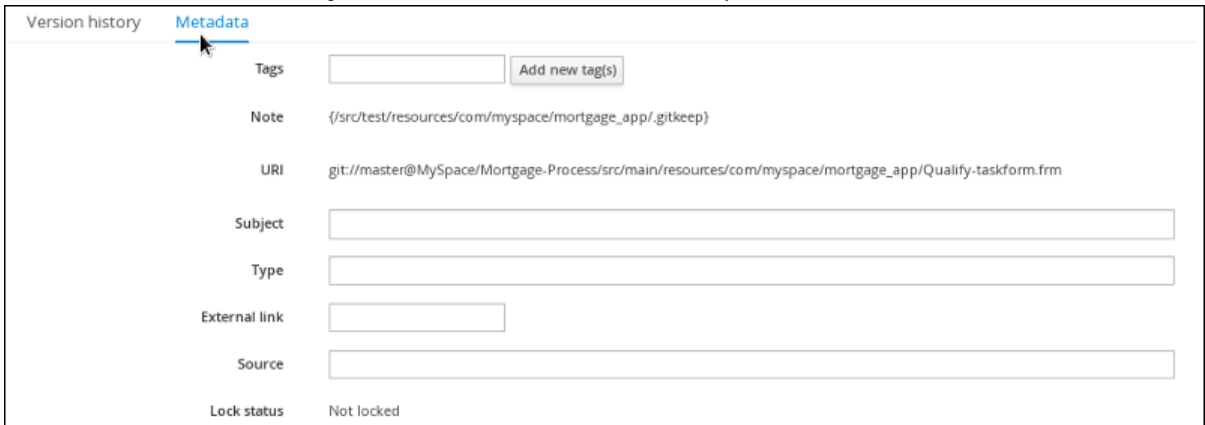 Version history Metadata
Tags Add new tag(s)
Note {/src/test/resources/com/myspace/mortgage_app/.gitkeep}
URI git://master@MySpace/Mortgage-Process/src/main/resources/com/myspace/mortgage_app/Qualify-taskform.frm
Subject
Type
External link
Source
Lock status Not locked